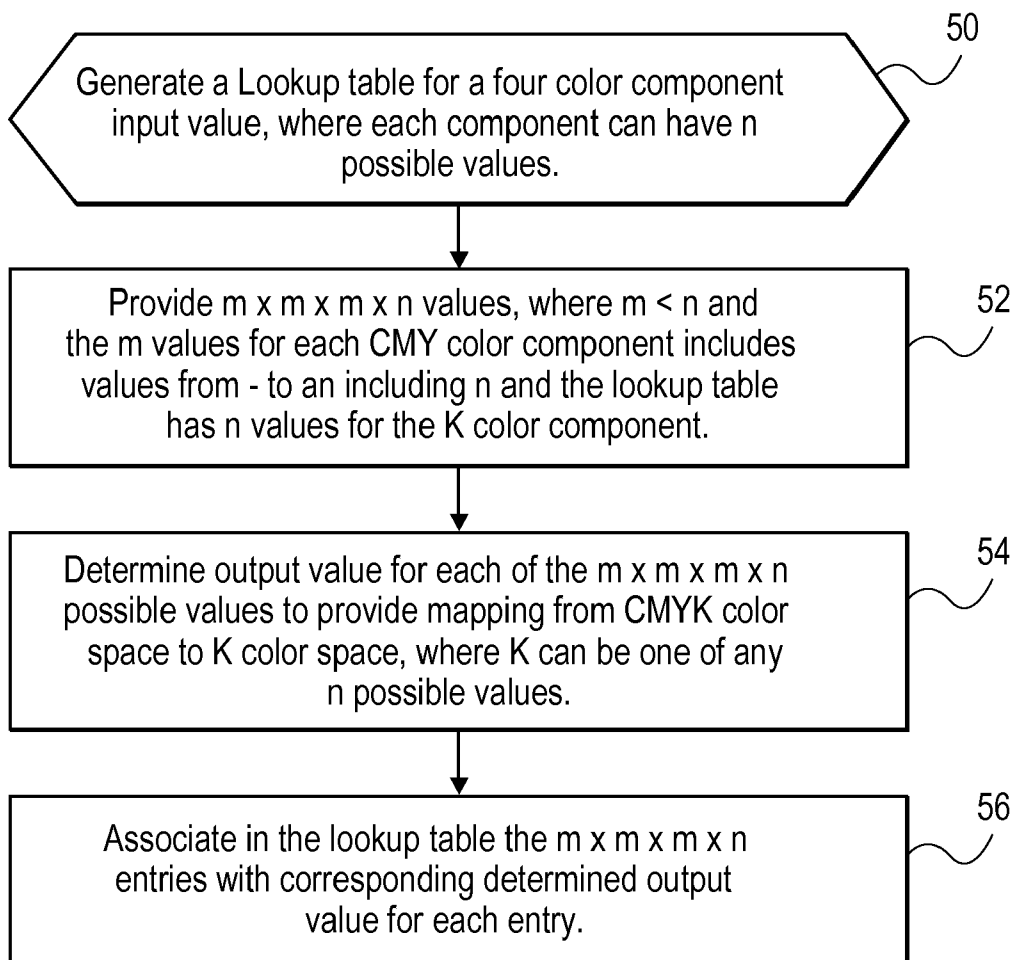 50
Generate a Lookup table for a four color component
input value, where each component can have n
possible values.
52
Provide m x m x m x n values, where m < n and
the m values for each CMY color component includes
values from - to an including n and the lookup table
has n values for the K color component.
54
Determine output value for each of the m x m x m x n
possible values to provide mapping from CMYK color
space to K color space, where K can be one of any
n possible values.
56
Associate in the lookup table the m x m x m x n
entries with corresponding determined output
value for each entry.